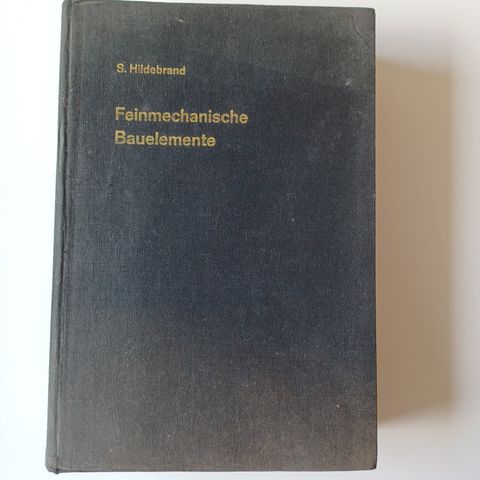 S. Hildebrand
Feinmechanische
Bauelemente